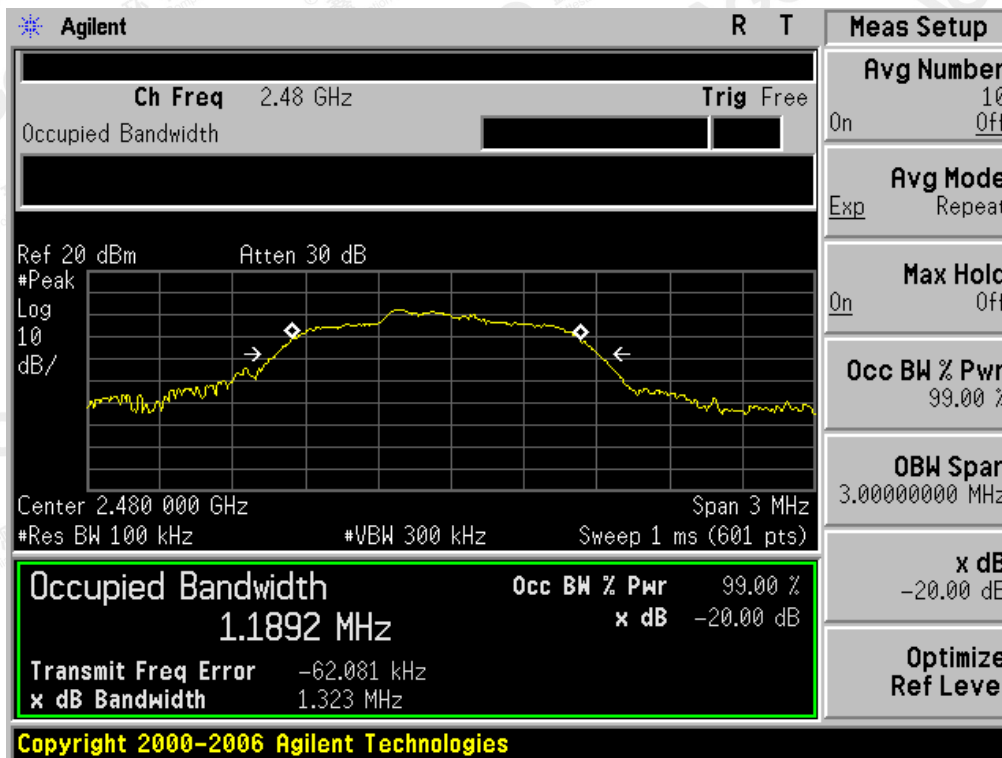 Agilent R T
Ch Freq 2.48 GHz Trig Free
Occupied Bandwidth
Ref 20 dBm Atten 30 dB
#Peak
Log
10
dB/
Center 2.480 000 GHz Span 3 MHz
#Res BW 100 kHz #VBW 300 kHz Sweep 1 ms (601 pts)
Occupied Bandwidth
1.1892 MHz
Occ BW % Pwr 99.00 %
x dB -20.00 dB
Transmit Freq Error -62.081 kHz
x dB Bandwidth 1.323 MHz
Copyright 2000-2006 Agilent Technologies
Meas Setup
Avg Number
10
On Off
Avg Mode
Exp Repeat
Max Hold
On Off
Occ BW % Pwr
99.00 %
OBW Span
3.00000000 MHz
x dB
-20.00 dB
Optimize
Ref Level